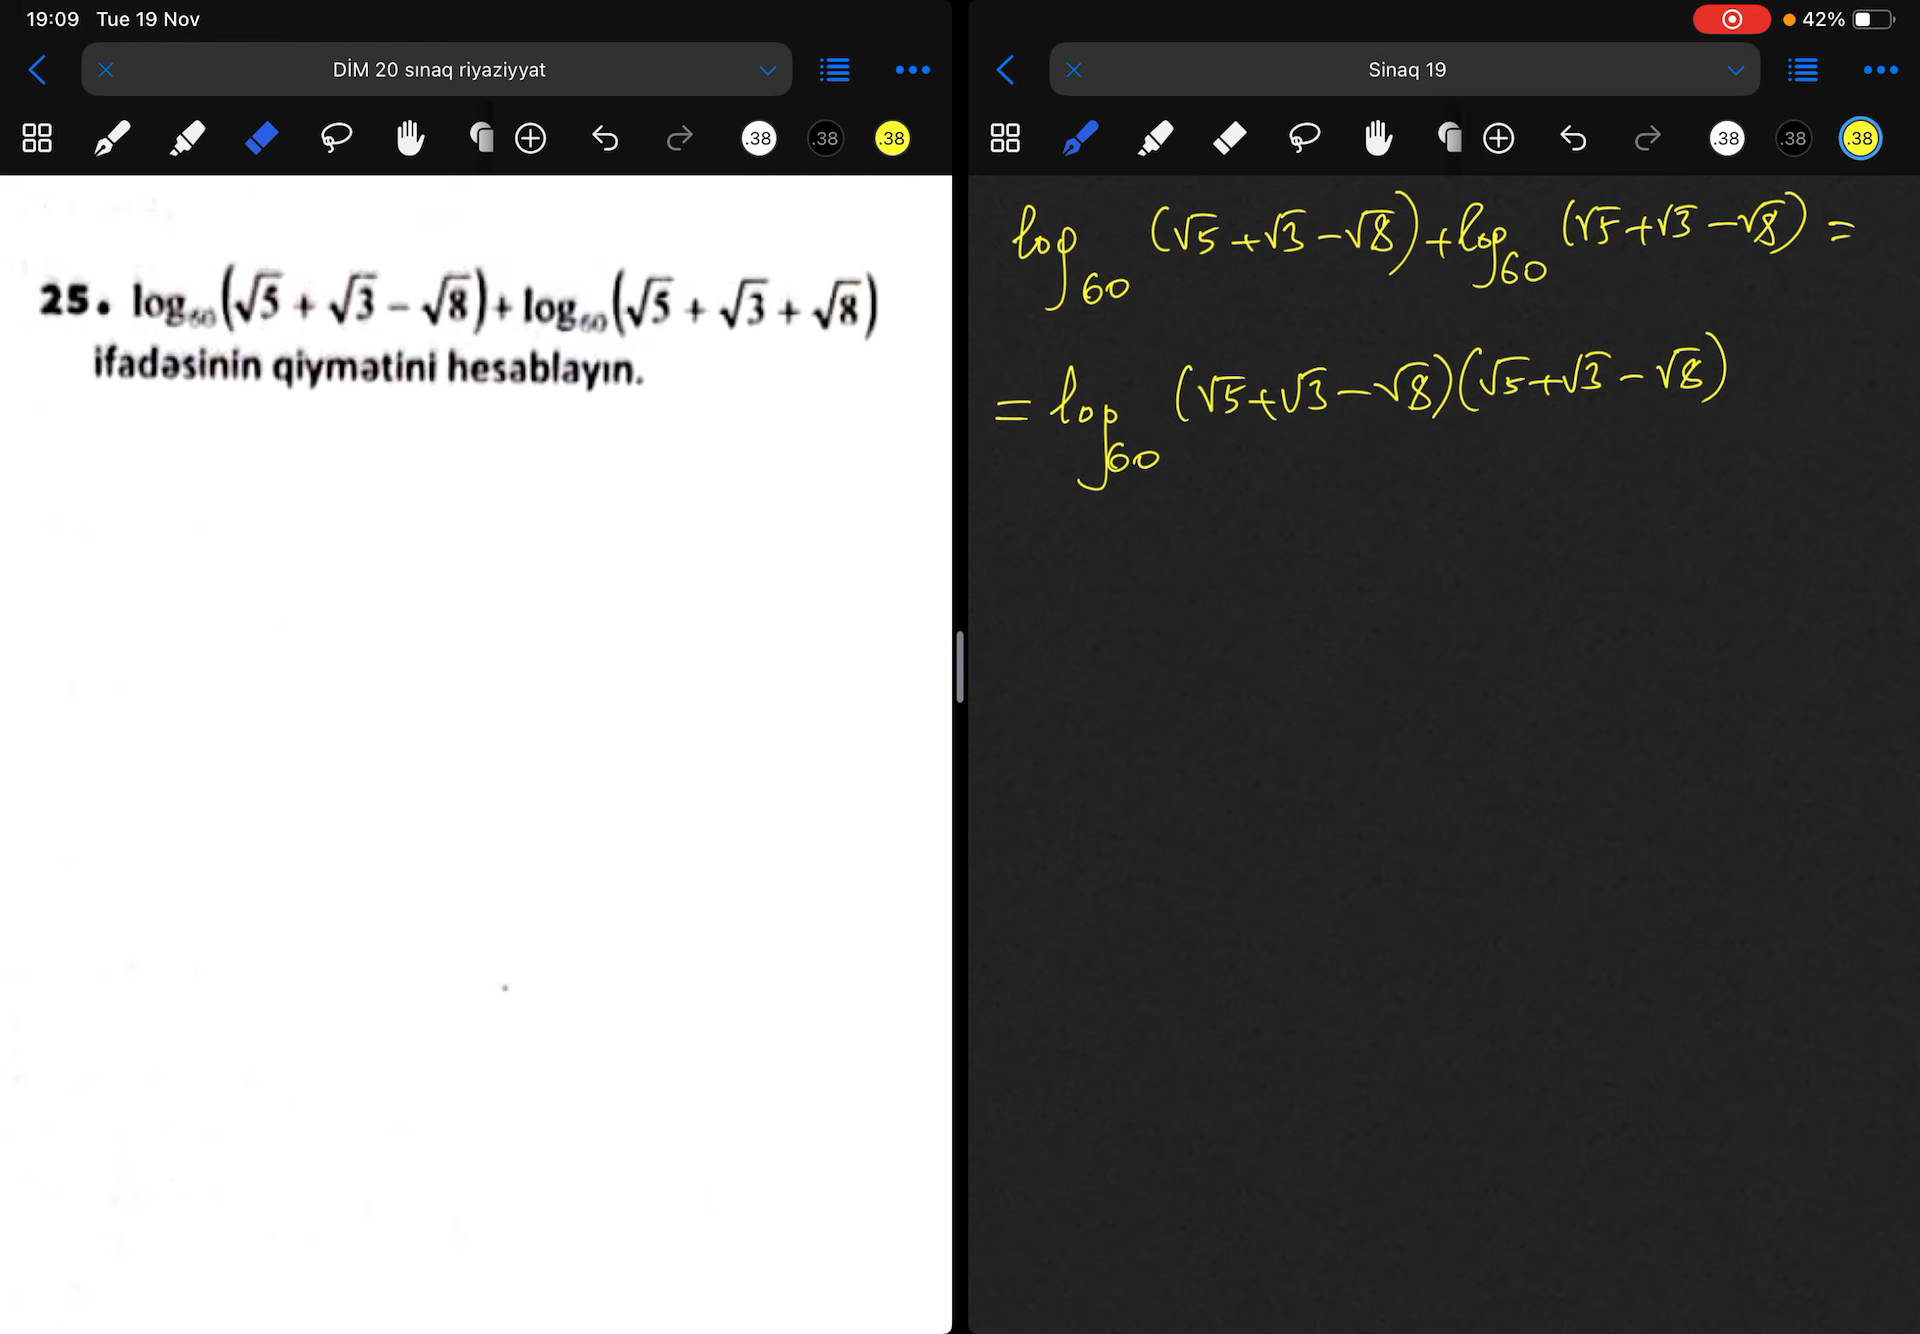 19:09 Tue 19 Nov
42%
DİM 20 sınaq riyaziyyat
Sinaq 19
.38 .38 .38
.38 .38 .38
25. log₆₀(√5 + √3 − √8) + log₆₀(√5 + √3 + √8)
ifadəsinin qiymətini hesablayın.
log₆₀ (√5 + √3 − √8) + log₆₀ (√5 + √3 − √8) =
= log₆₀ (√5 + √3 − √8)(√5 + √3 − √8)